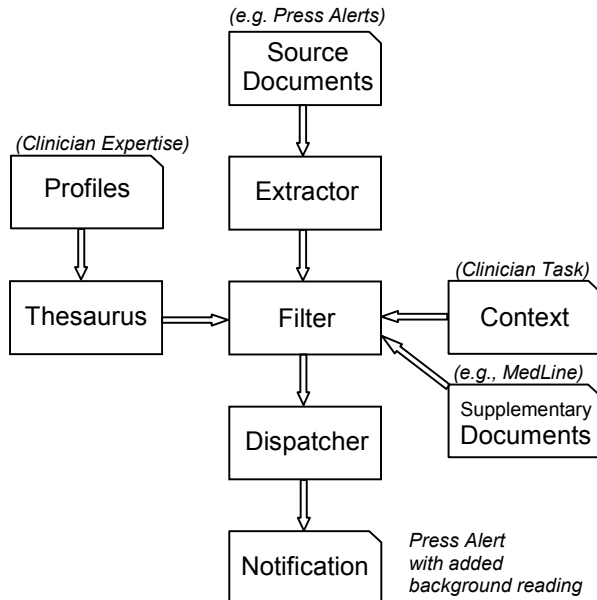 (e.g. Press Alerts)
Source
Documents
(Clinician Expertise)
Profiles
Extractor
(Clinician Task)
Thesaurus
Filter
Context
(e.g., MedLine)
Supplementary
Documents
Dispatcher
Notification
Press Alert
with added
background reading